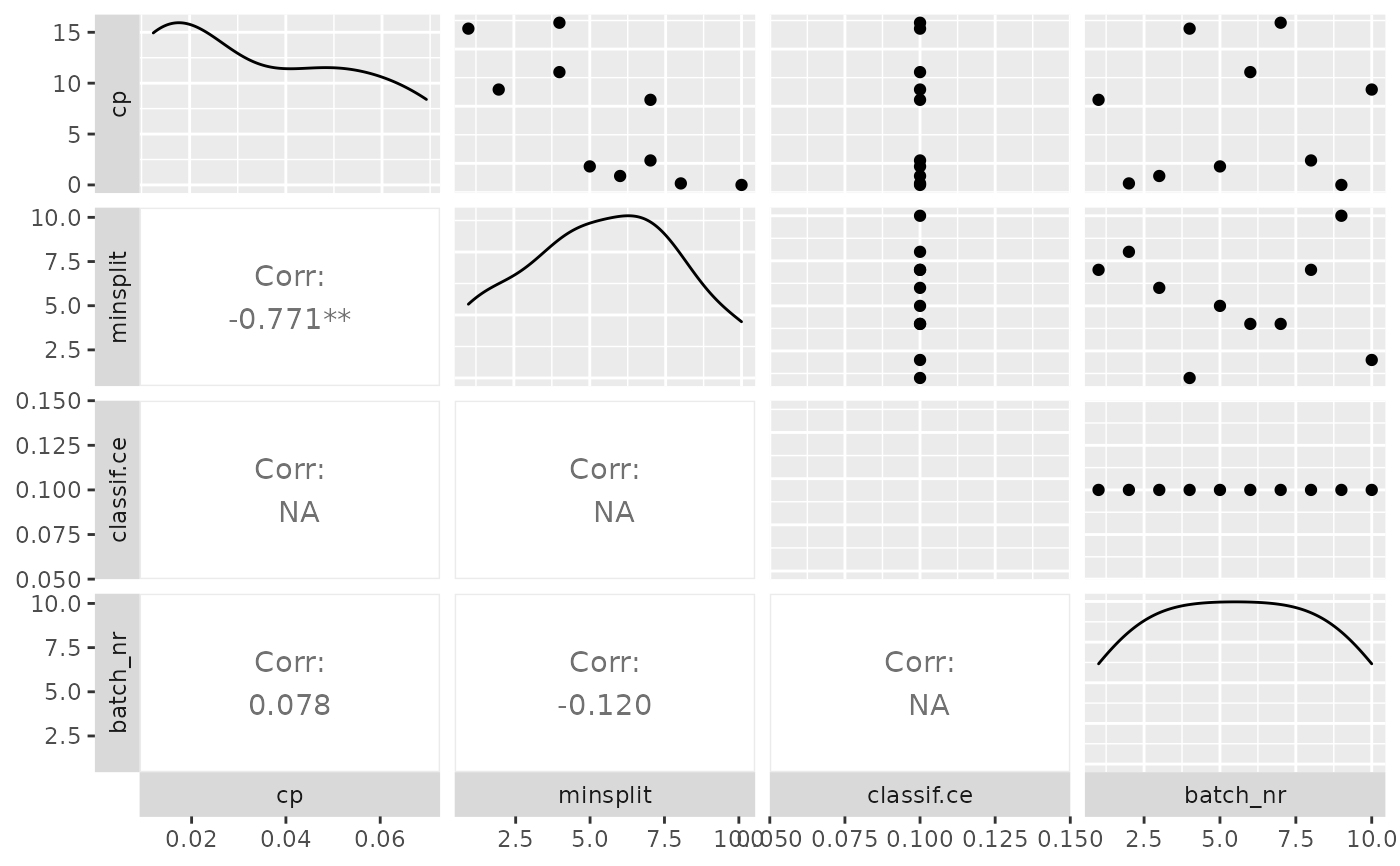 15
10
5
0
cp
10.0
7.5
5.0
2.5
minsplit
Corr:
-0.771**
0.150
0.125
0.100
0.075
0.050
classif.ce
Corr:
NA
Corr:
NA
10.0
7.5
5.0
2.5
batch_nr
Corr:
0.078
Corr:
-0.120
Corr:
NA
cp minsplit classif.ce batch_nr
0.02 0.04 0.06 2.5 5.0 7.5 10.0 0.050 0.075 0.100 0.125 0.150 2.5 5.0 7.5 10.0